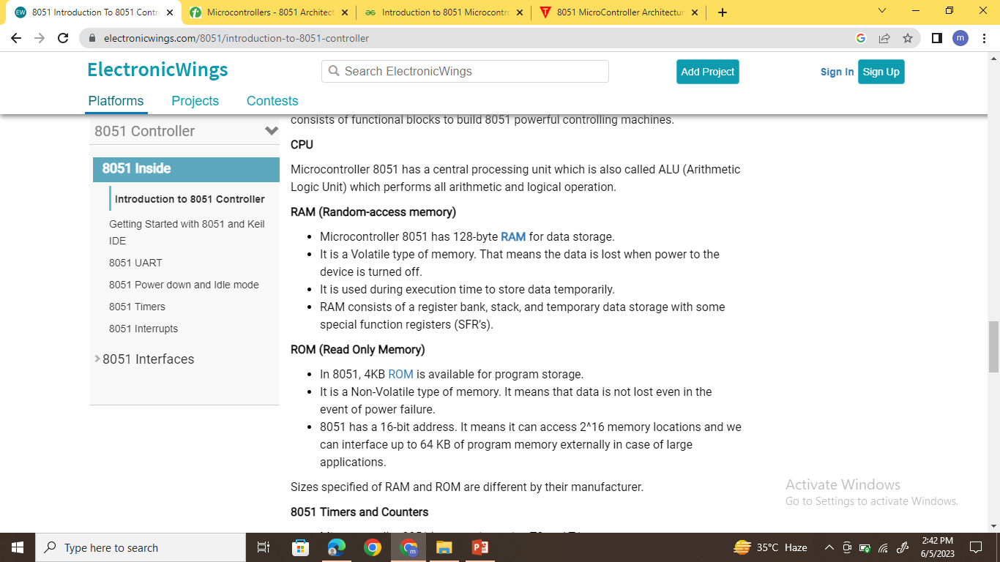 8051 Introduction To 8051 Contr
Microcontrollers - 8051 Architect
Introduction to 8051 Microcontro
8051 MicroController Architectur
electronicwings.com/8051/introduction-to-8051-controller
m
ElectronicWings
Search ElectronicWings
Add Project
Sign In
Sign Up
Platforms
Projects
Contests
8051 Controller
8051 Inside
Introduction to 8051 Controller
Getting Started with 8051 and Keil
IDE
8051 UART
8051 Power down and Idle mode
8051 Timers
8051 Interrupts
8051 Interfaces
consists of functional blocks to build 8051 powerful controlling machines.
CPU
Microcontroller 8051 has a central processing unit which is also called ALU (Arithmetic
Logic Unit) which performs all arithmetic and logical operation.
RAM (Random-access memory)
• Microcontroller 8051 has 128-byte RAM for data storage.
• It is a Volatile type of memory. That means the data is lost when power to the
device is turned off.
• It is used during execution time to store data temporarily.
• RAM consists of a register bank, stack, and temporary data storage with some
special function registers (SFR’s).
ROM (Read Only Memory)
• In 8051, 4KB ROM is available for program storage.
• It is a Non-Volatile type of memory. It means that data is not lost even in the
event of power failure.
• 8051 has a 16-bit address. It means it can access 2^16 memory locations and we
can interface up to 64 KB of program memory externally in case of large
applications.
Sizes specified of RAM and ROM are different by their manufacturer.
8051 Timers and Counters
Activate Windows
Go to Settings to activate Windows.
Type here to search
35°C Haze
2:42 PM
6/5/2023